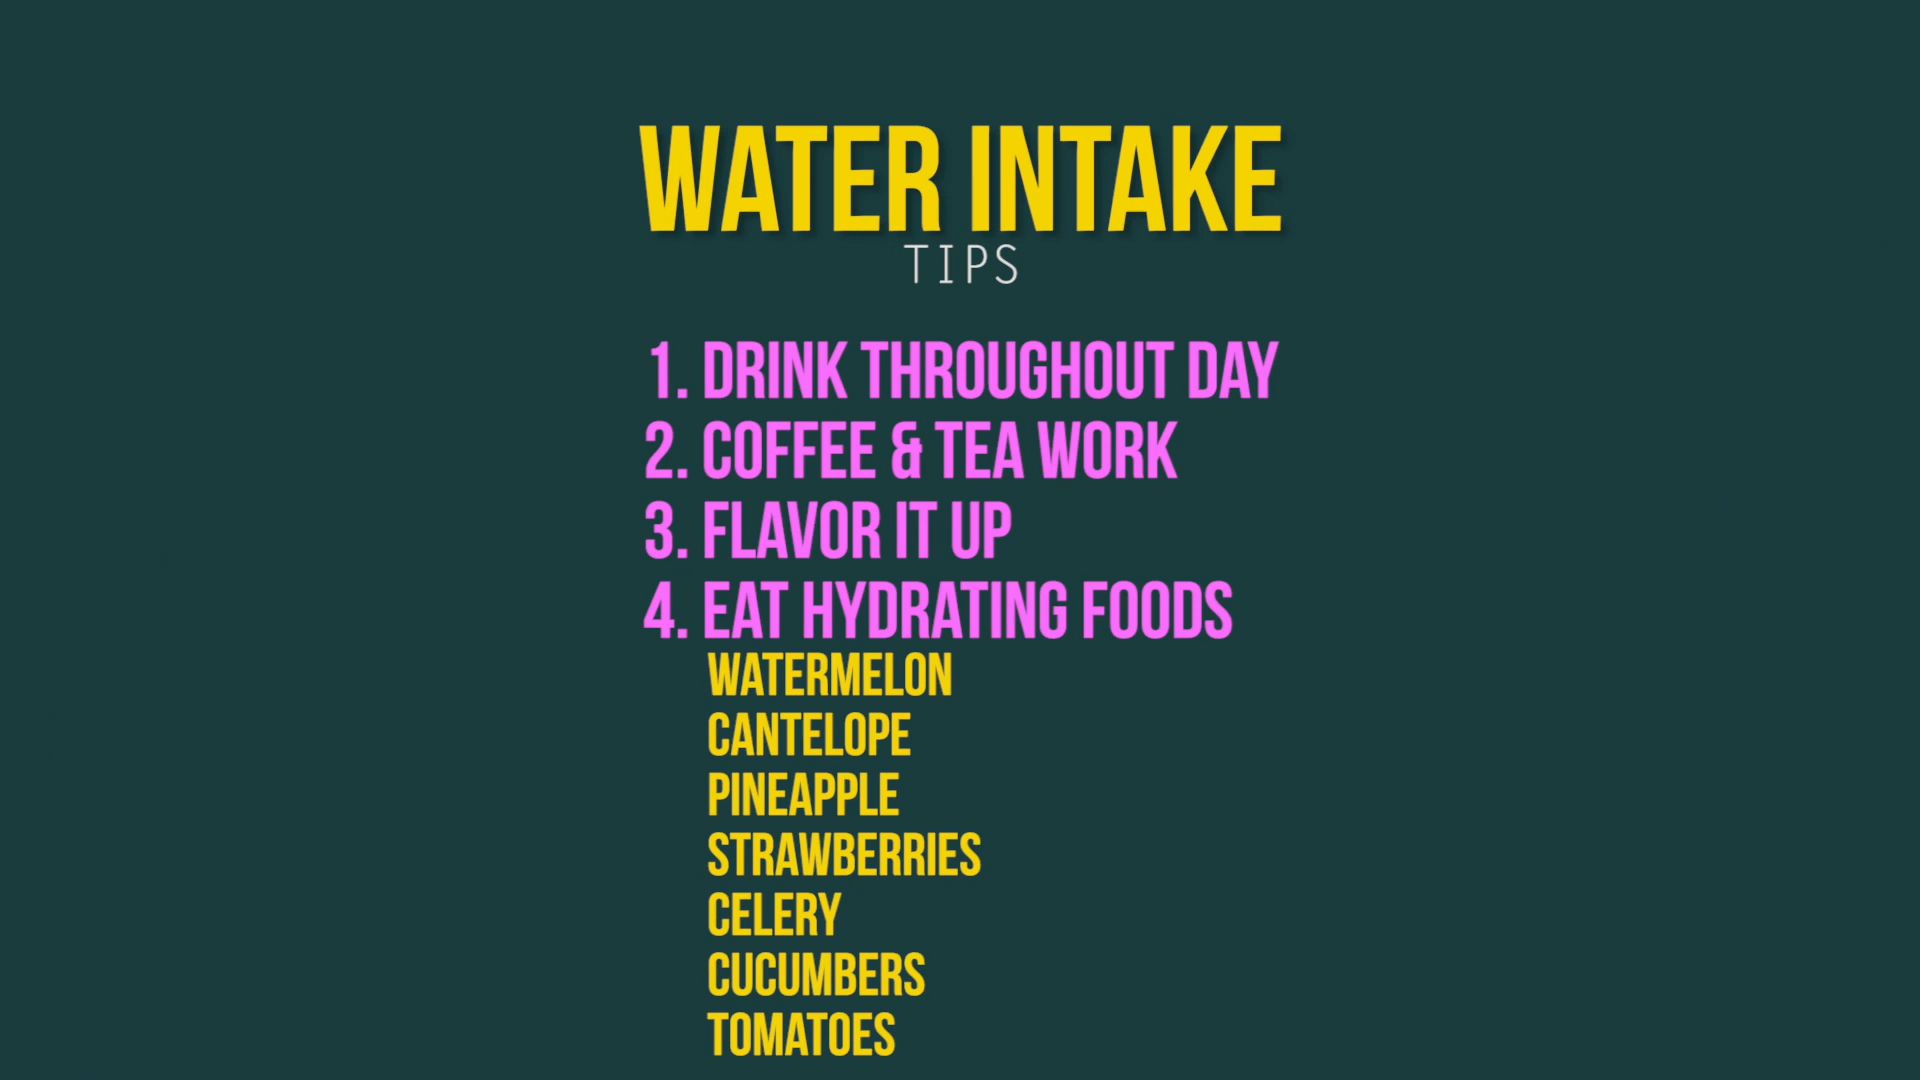 WATER INTAKE
TIPS
1. DRINK THROUGHOUT DAY
2. COFFEE & TEA WORK
3. FLAVOR IT UP
4. EAT HYDRATING FOODS
WATERMELON
CANTELOPE
PINEAPPLE
STRAWBERRIES
CELERY
CUCUMBERS
TOMATOES